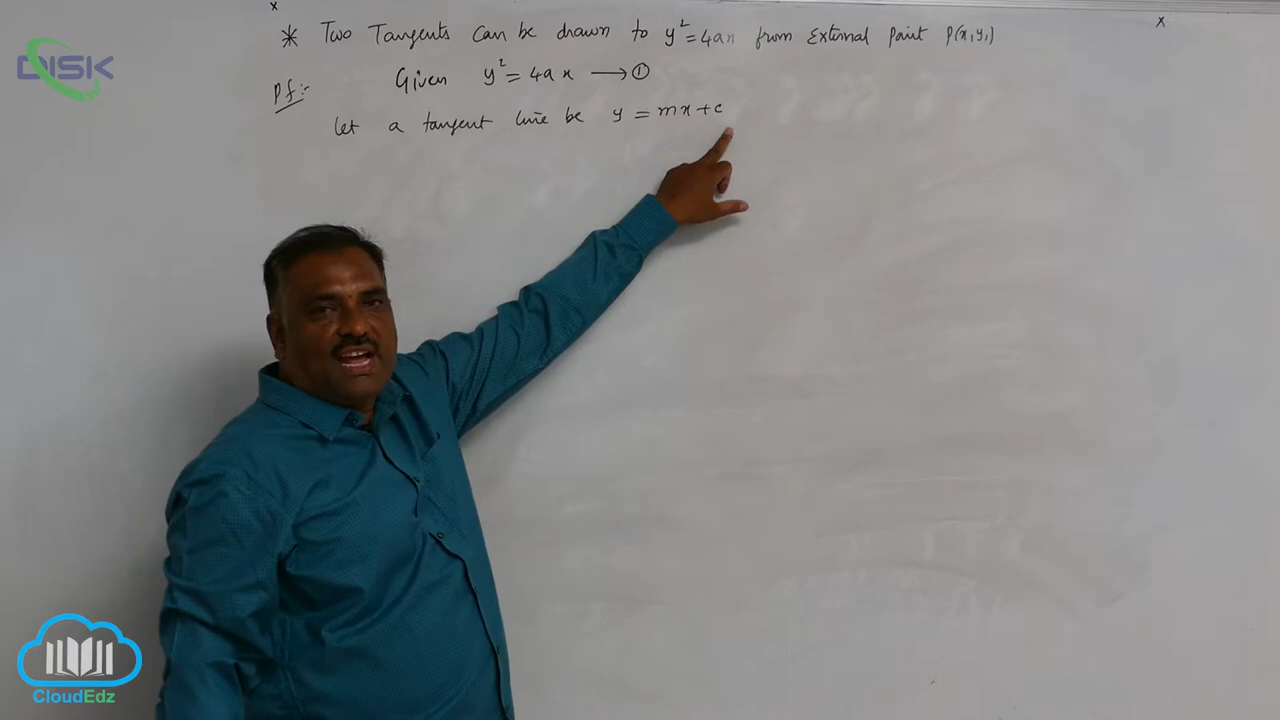 DISK
x x
* Two Tangents Can be drawn to y² = 4ax from External Point P(x₁ y₁)
Pf:- Given y² = 4ax ⟶ ①
let a tangent line be y = mx + c
CloudEdz